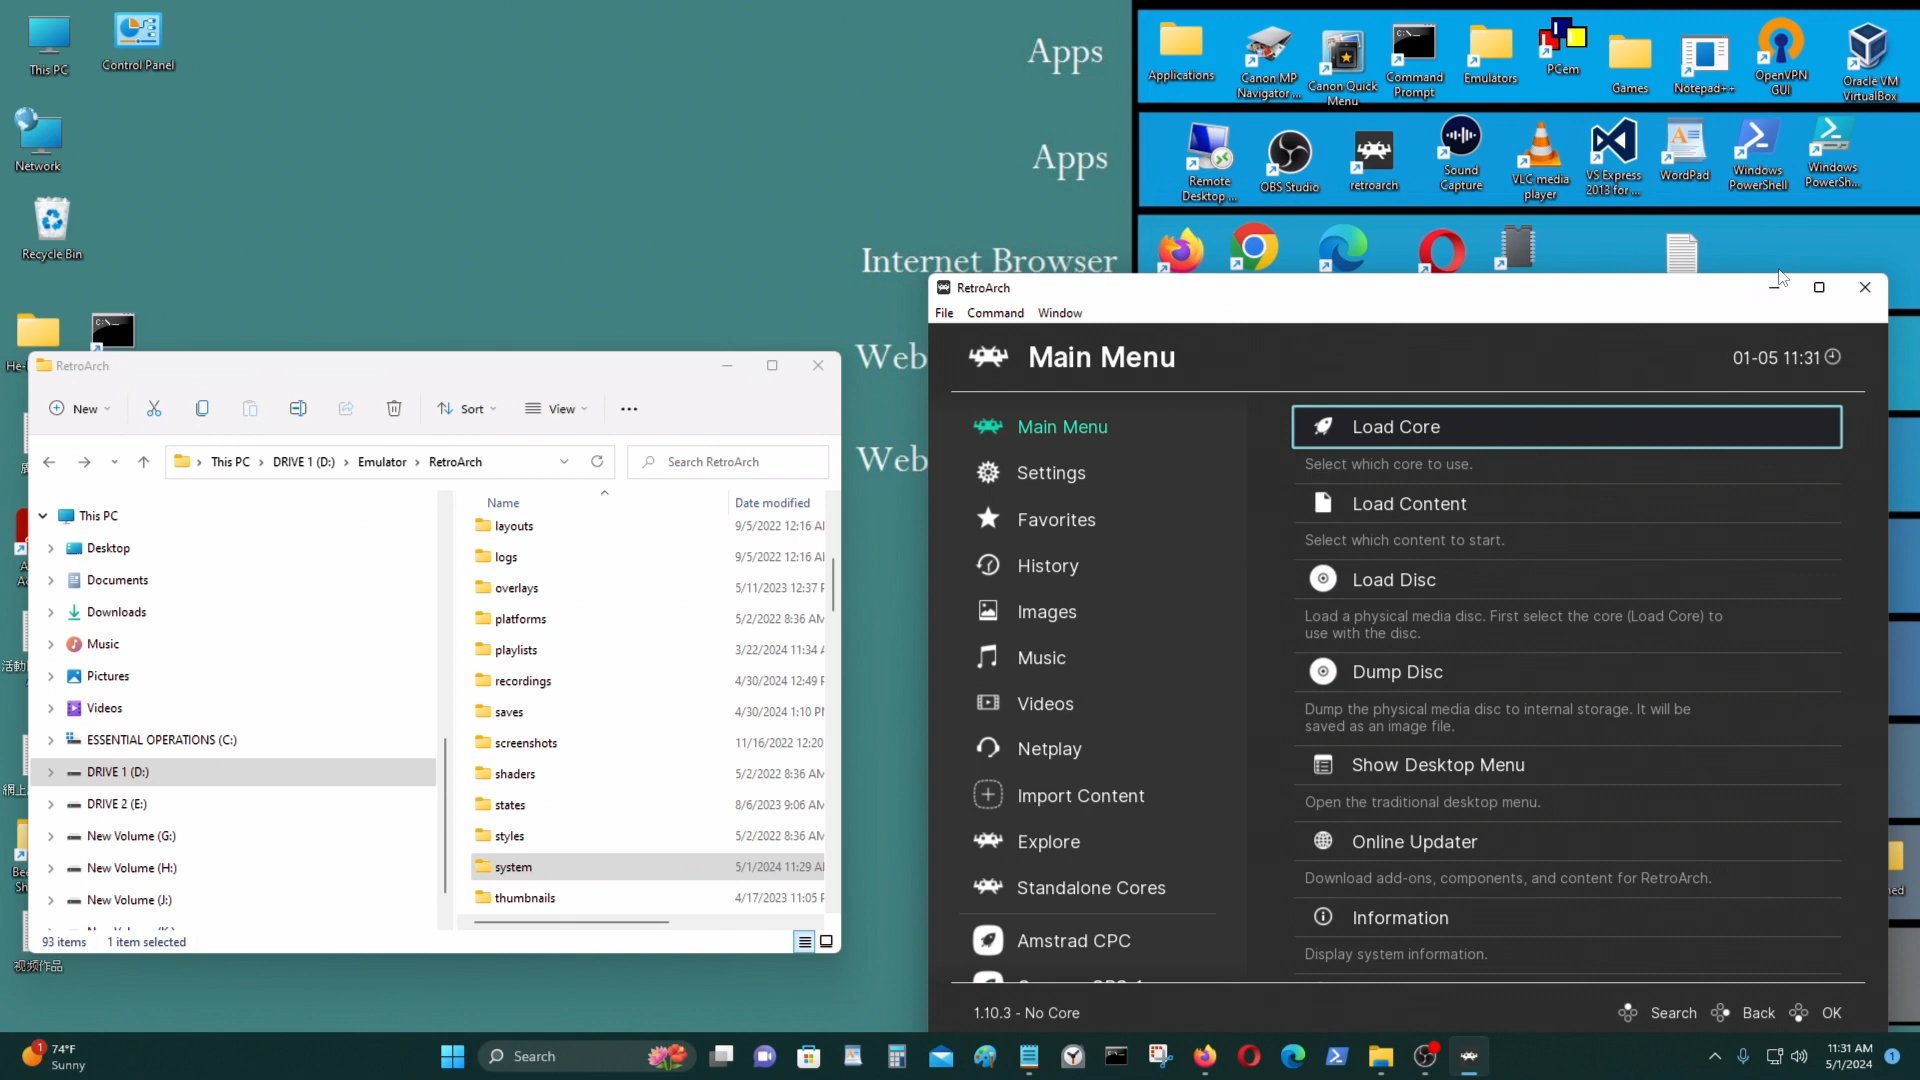 This PC
Control Panel
Network
Recycle Bin
Apps
Apps
Internet Browser
Web
Web
Applications
Canon MP
Navigator ...
Canon Quick
Menu
Command
Prompt
Emulators
PCem
Games
Notepad++
OpenVPN
GUI
Oracle VM
VirtualBox
Remote
Desktop ...
OBS Studio
retroarch
Sound
Capture
VLC media
player
VS Express
2013 for ...
WordPad
Windows
PowerShell
Windows
PowerSh...
RetroArch
New
Sort
View
This PC
DRIVE 1 (D:)
Emulator
RetroArch
Search RetroArch
This PC
Desktop
Documents
Downloads
Music
Pictures
Videos
ESSENTIAL OPERATIONS (C:)
DRIVE 1 (D:)
DRIVE 2 (E:)
New Volume (G:)
New Volume (H:)
New Volume (J:)
Name
Date modified
layouts 9/5/2022 12:16 A
logs 9/5/2022 12:16 A
overlays 5/11/2023 12:37 P
platforms 5/2/2022 8:36 AM
playlists 3/22/2024 11:34 A
recordings 4/30/2024 12:49 P
saves 4/30/2024 1:10 PM
screenshots 11/16/2022 12:20
shaders 5/2/2022 8:36 AM
states 8/6/2023 9:06 AM
styles 5/2/2022 8:36 AM
system 5/1/2024 11:29 A
thumbnails 4/17/2023 11:05 P
93 items
1 item selected
视频作品
RetroArch
File Command Window
Main Menu
01-05 11:31
Main Menu
Settings
Favorites
History
Images
Music
Videos
Netplay
Import Content
Explore
Standalone Cores
Amstrad CPC
Load Core
Select which core to use.
Load Content
Select which content to start.
Load Disc
Load a physical media disc. First select the core (Load Core) to
use with the disc.
Dump Disc
Dump the physical media disc to internal storage. It will be
saved as an image file.
Show Desktop Menu
Open the traditional desktop menu.
Online Updater
Download add-ons, components, and content for RetroArch.
Information
Display system information.
1.10.3 - No Core
Search
Back
OK
1
74°F
Sunny
Search
11:31 AM
5/1/2024
1